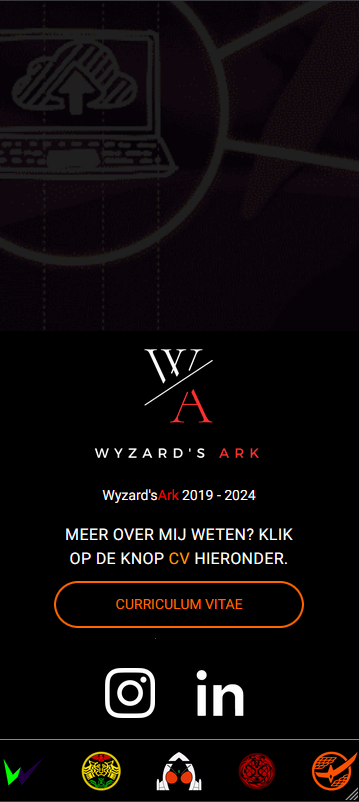 W
A
WYZARD'S ARK
Wyzard'sArk 2019 - 2024
MEER OVER MIJ WETEN? KLIK
OP DE KNOP CV HIERONDER.
CURRICULUM VITAE
in